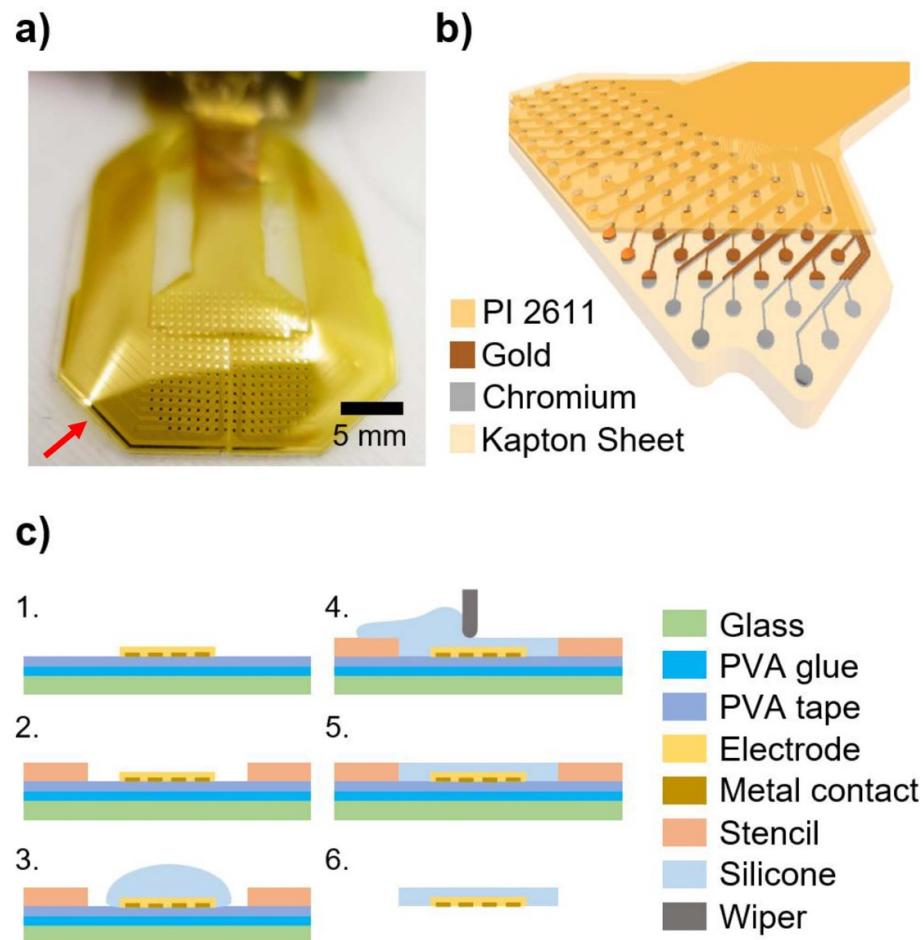 a)
b)
5 mm
PI 2611
Gold
Chromium
Kapton Sheet
c)
1.
4.
Glass
PVA glue
PVA tape
2.
5.
Electrode
Metal contact
Stencil
3.
6.
Silicone
Wiper